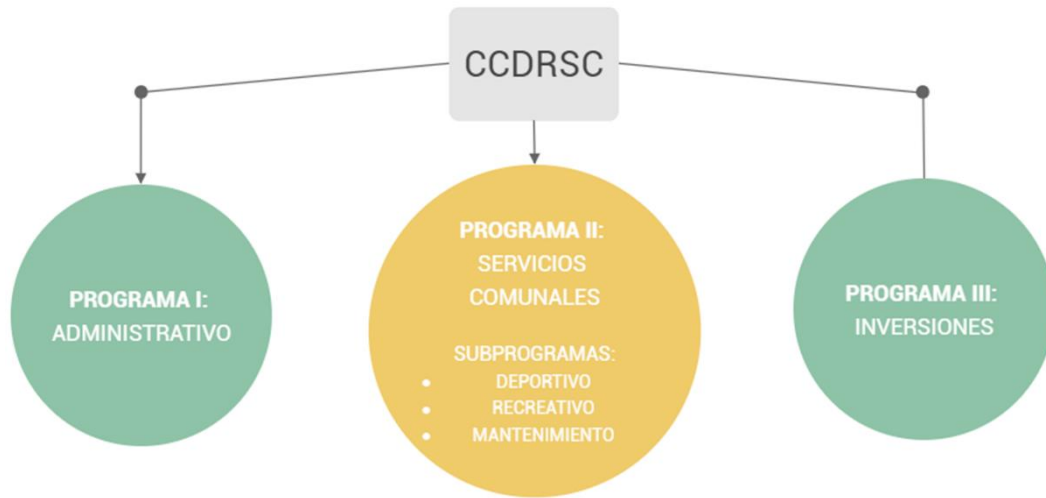 CCDRSC
PROGRAMA I:
ADMINISTRATIVO
PROGRAMA II:
SERVICIOS
COMUNALES
SUBPROGRAMAS:
• DEPORTIVO
• RECREATIVO
• MANTENIMIENTO
PROGRAMA III:
INVERSIONES